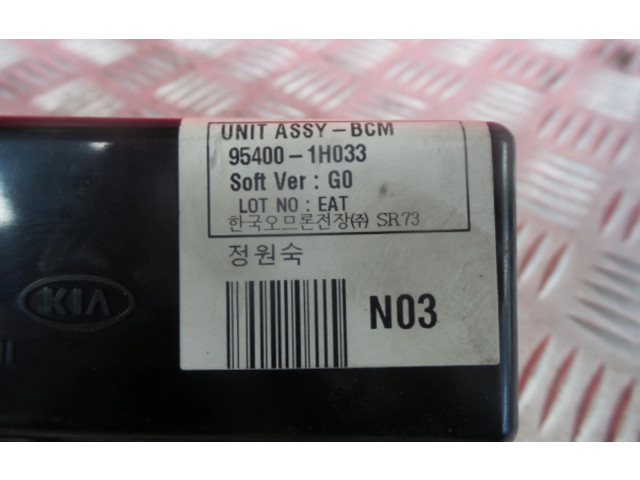 UNIT ASSY-BCM
95400-1H033
Soft Ver : G0
LOT NO : EAT
한국오므론전장㈜ SR73
정원숙
N03
KIA